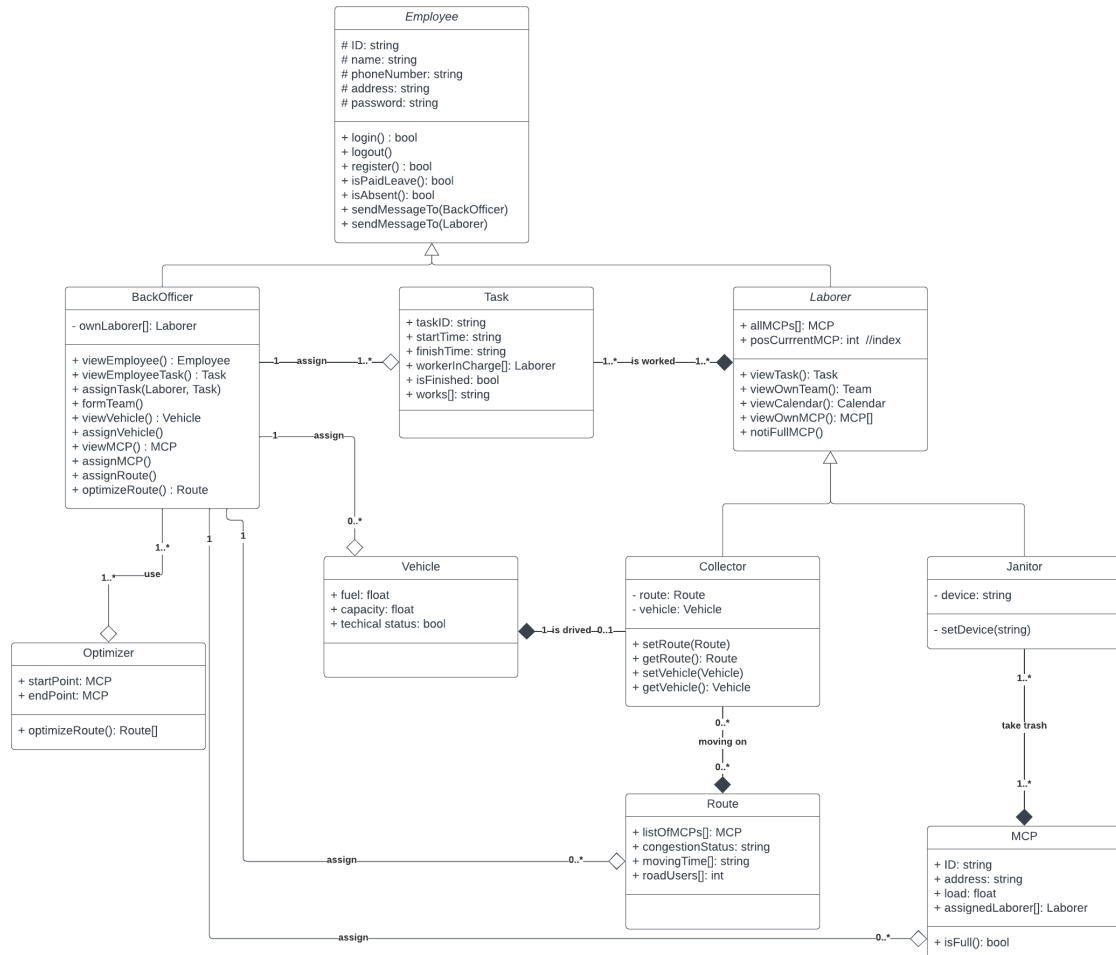 Employee
# ID: string
# name: string
# phoneNumber: string
# address: string
# password: string
+ login() : bool
+ logout()
+ register() : bool
+ isPaidLeave(): bool
+ isAbsent(): bool
+ sendMessageTo(BackOfficer)
+ sendMessageTo(Laborer)
BackOfficer
- ownLaborer[]: Laborer
+ viewEmployee() : Employee
+ viewEmployeeTask() : Task
+ assignTask(Laborer, Task)
+ formTeam()
+ viewVehicle() : Vehicle
+ assignVehicle()
+ viewMCP() : MCP
+ assignMCP()
+ assignRoute()
+ optimizeRoute() : Route
1 assign 1..*
Task
+ taskID: string
+ startTime: string
+ finishTime: string
+ workerInCharge[]: Laborer
+ isFinished: bool
+ works[]: string
1..* is worked 1..*
Laborer
+ allMCPs[]: MCP
+ posCurrrentMCP: int //index
+ viewTask(): Task
+ viewOwnTeam(): Team
+ viewCalendar(): Calendar
+ viewOwnMCP(): MCP[]
+ notiFullMCP()
1 assign
0..*
1..*
use
1..*
1
1
Optimizer
+ startPoint: MCP
+ endPoint: MCP
+ optimizeRoute(): Route[]
Vehicle
+ fuel: float
+ capacity: float
+ techical status: bool
1 is drived 0..1
Collector
- route: Route
- vehicle: Vehicle
+ setRoute(Route)
+ getRoute(): Route
+ setVehicle(Vehicle)
+ getVehicle(): Vehicle
Janitor
- device: string
- setDevice(string)
0..*
moving on
0..*
1..*
take trash
1..*
Route
+ listOfMCPs[]: MCP
+ congestionStatus: string
+ movingTime[]: string
+ roadUsers[]: int
assign 0..*
MCP
+ ID: string
+ address: string
+ load: float
+ assignedLaborer[]: Laborer
+ isFull(): bool
assign 0..*